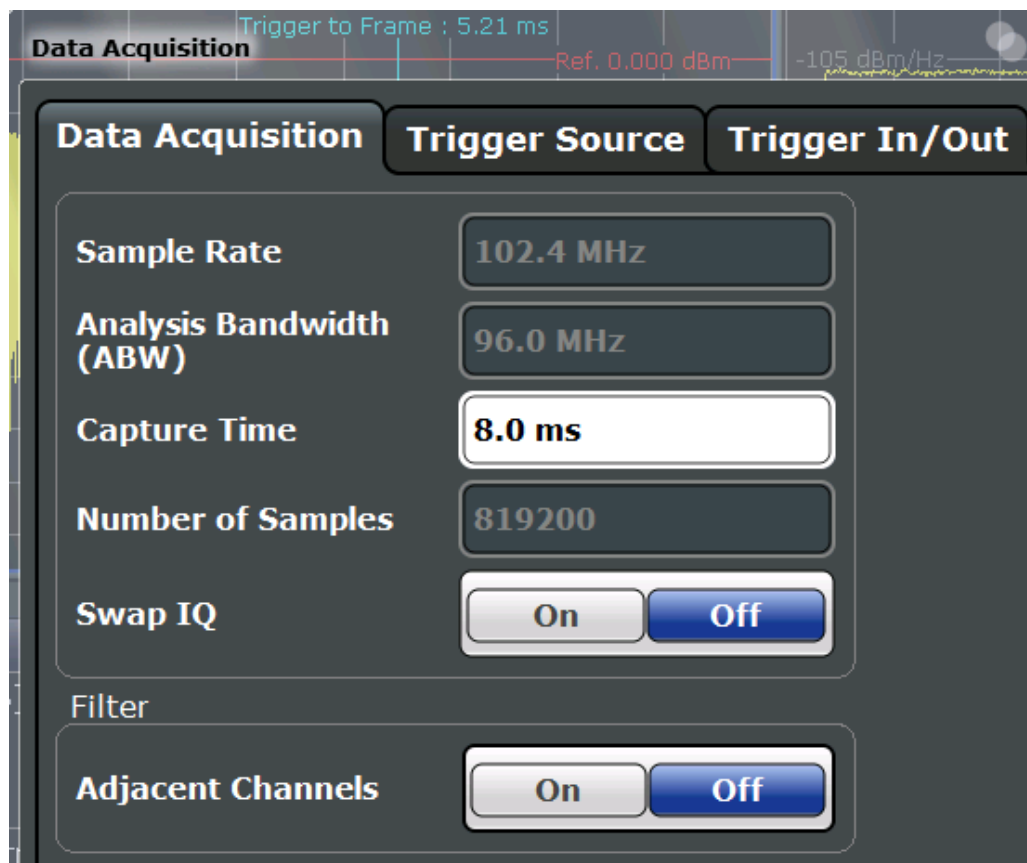 Trigger to Frame : 5.21 ms
Data Acquisition
Ref. 0.000 dBm
-105 dBm/Hz
Data Acquisition
Trigger Source
Trigger In/Out
Sample Rate
102.4 MHz
Analysis Bandwidth
(ABW)
96.0 MHz
Capture Time
8.0 ms
Number of Samples
819200
Swap IQ
On
Off
Filter
Adjacent Channels
On
Off